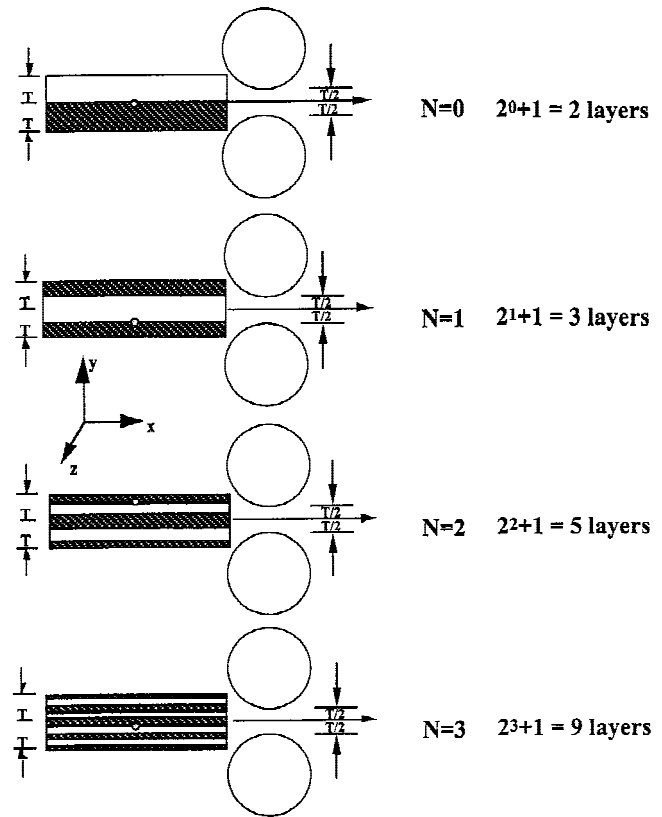 T
T
T/2
T/2
N=0 2⁰+1 = 2 layers
T
T
T/2
T/2
N=1 2¹+1 = 3 layers
y
x
z
T
T
T/2
T/2
N=2 2²+1 = 5 layers
T
T
T/2
T/2
N=3 2³+1 = 9 layers